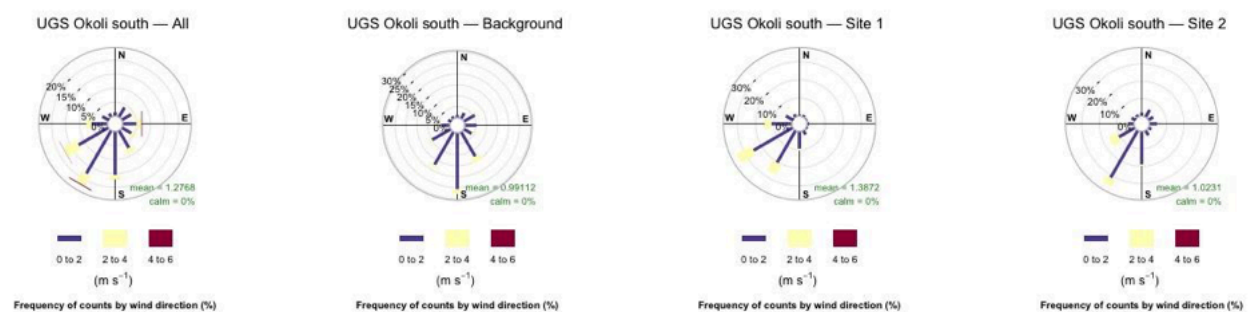 UGS Okoli south — All
N
20%
15%
10%
5%
0%
W
E
S
mean = 1.2768
calm = 0%
0 to 2
2 to 4
4 to 6
(m s⁻¹)
Frequency of counts by wind direction (%)
UGS Okoli south — Background
N
30%
25%
20%
15%
10%
5%
0%
W
E
S
mean = 0.99112
calm = 0%
0 to 2
2 to 4
4 to 6
(m s⁻¹)
Frequency of counts by wind direction (%)
UGS Okoli south — Site 1
N
30%
20%
10%
0%
W
E
S
mean = 1.3872
calm = 0%
0 to 2
2 to 4
4 to 6
(m s⁻¹)
Frequency of counts by wind direction (%)
UGS Okoli south — Site 2
N
30%
20%
10%
0%
W
E
S
mean = 1.0231
calm = 0%
0 to 2
2 to 4
4 to 6
(m s⁻¹)
Frequency of counts by wind direction (%)